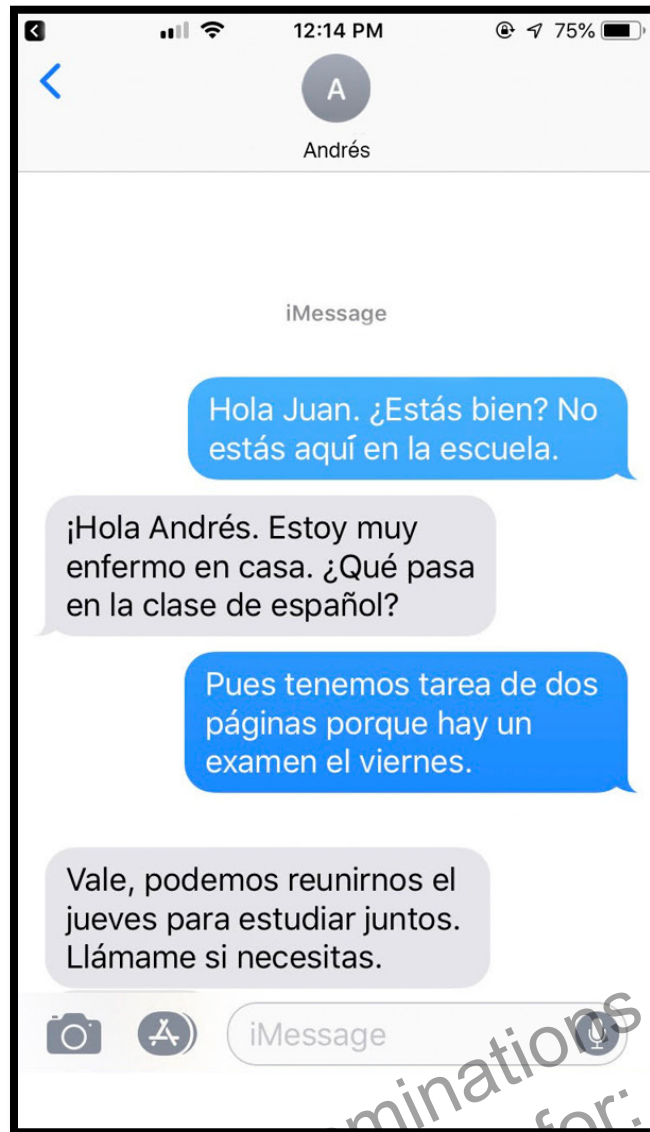 12:14 PM
75%
A
Andrés
iMessage
Hola Juan. ¿Estás bien? No
estás aquí en la escuela.
¡Hola Andrés. Estoy muy
enfermo en casa. ¿Qué pasa
en la clase de español?
Pues tenemos tarea de dos
páginas porque hay un
examen el viernes.
Vale, podemos reunirnos el
jueves para estudiar juntos.
Llámame si necesitas.
iMessage